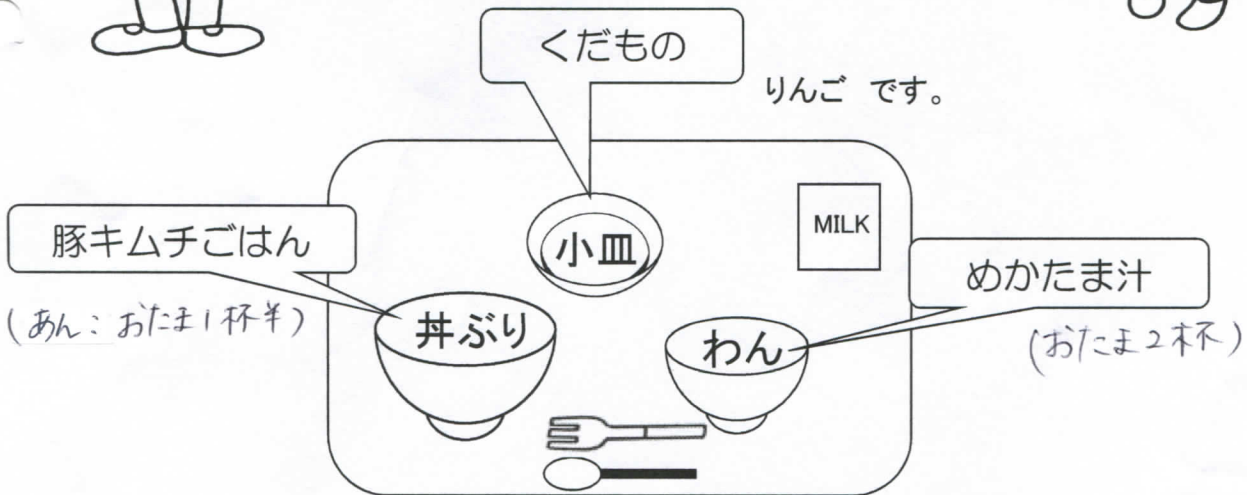 くだもの
りんご です。
小皿
MILK
豚キムチごはん
めかたま汁
(あん：おたま1杯半)
丼ぶり
わん
(おたま2杯)